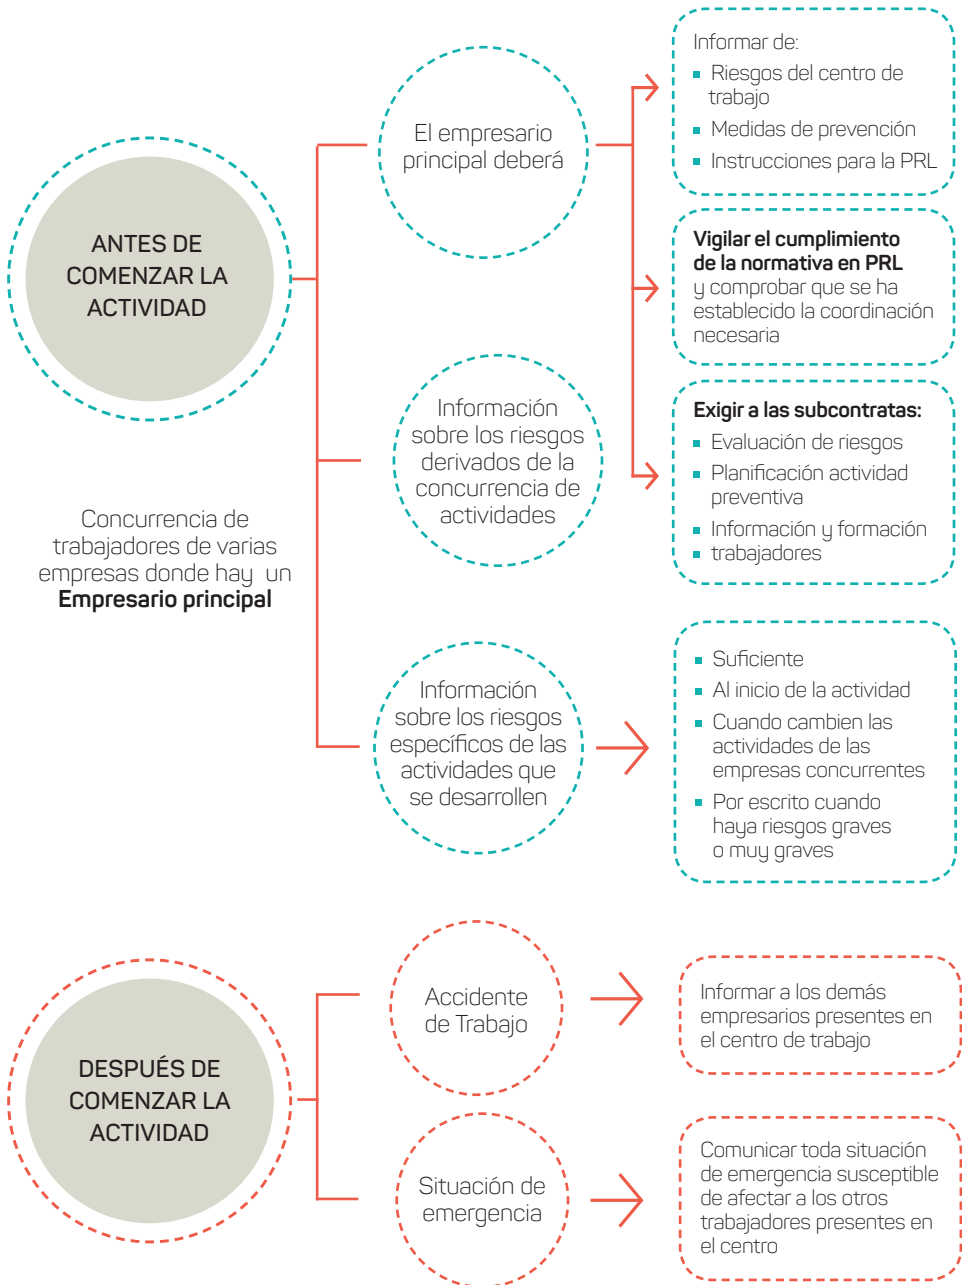 ANTES DE
COMENZAR LA
ACTIVIDAD
Concurrencia de
trabajadores de varias
empresas donde hay un
Empresario principal
El empresario
principal deberá
Informar de:
Riesgos del centro de
trabajo
Medidas de prevención
Instrucciones para la PRL
Vigilar el cumplimiento
de la normativa en PRL
y comprobar que se ha
establecido la coordinación
necesaria
Exigir a las subcontratas:
Evaluación de riesgos
Planificación actividad
preventiva
Información y formación
trabajadores
Información
sobre los riesgos
derivados de la
concurrencia de
actividades
Información
sobre los riesgos
específicos de las
actividades que
se desarrollen
Suficiente
Al inicio de la actividad
Cuando cambien las
actividades de las
empresas concurrentes
Por escrito cuando
haya riesgos graves
o muy graves
DESPUÉS DE
COMENZAR LA
ACTIVIDAD
Accidente
de Trabajo
Informar a los demás
empresarios presentes en
el centro de trabajo
Situación de
emergencia
Comunicar toda situación
de emergencia susceptible
de afectar a los otros
trabajadores presentes en
el centro